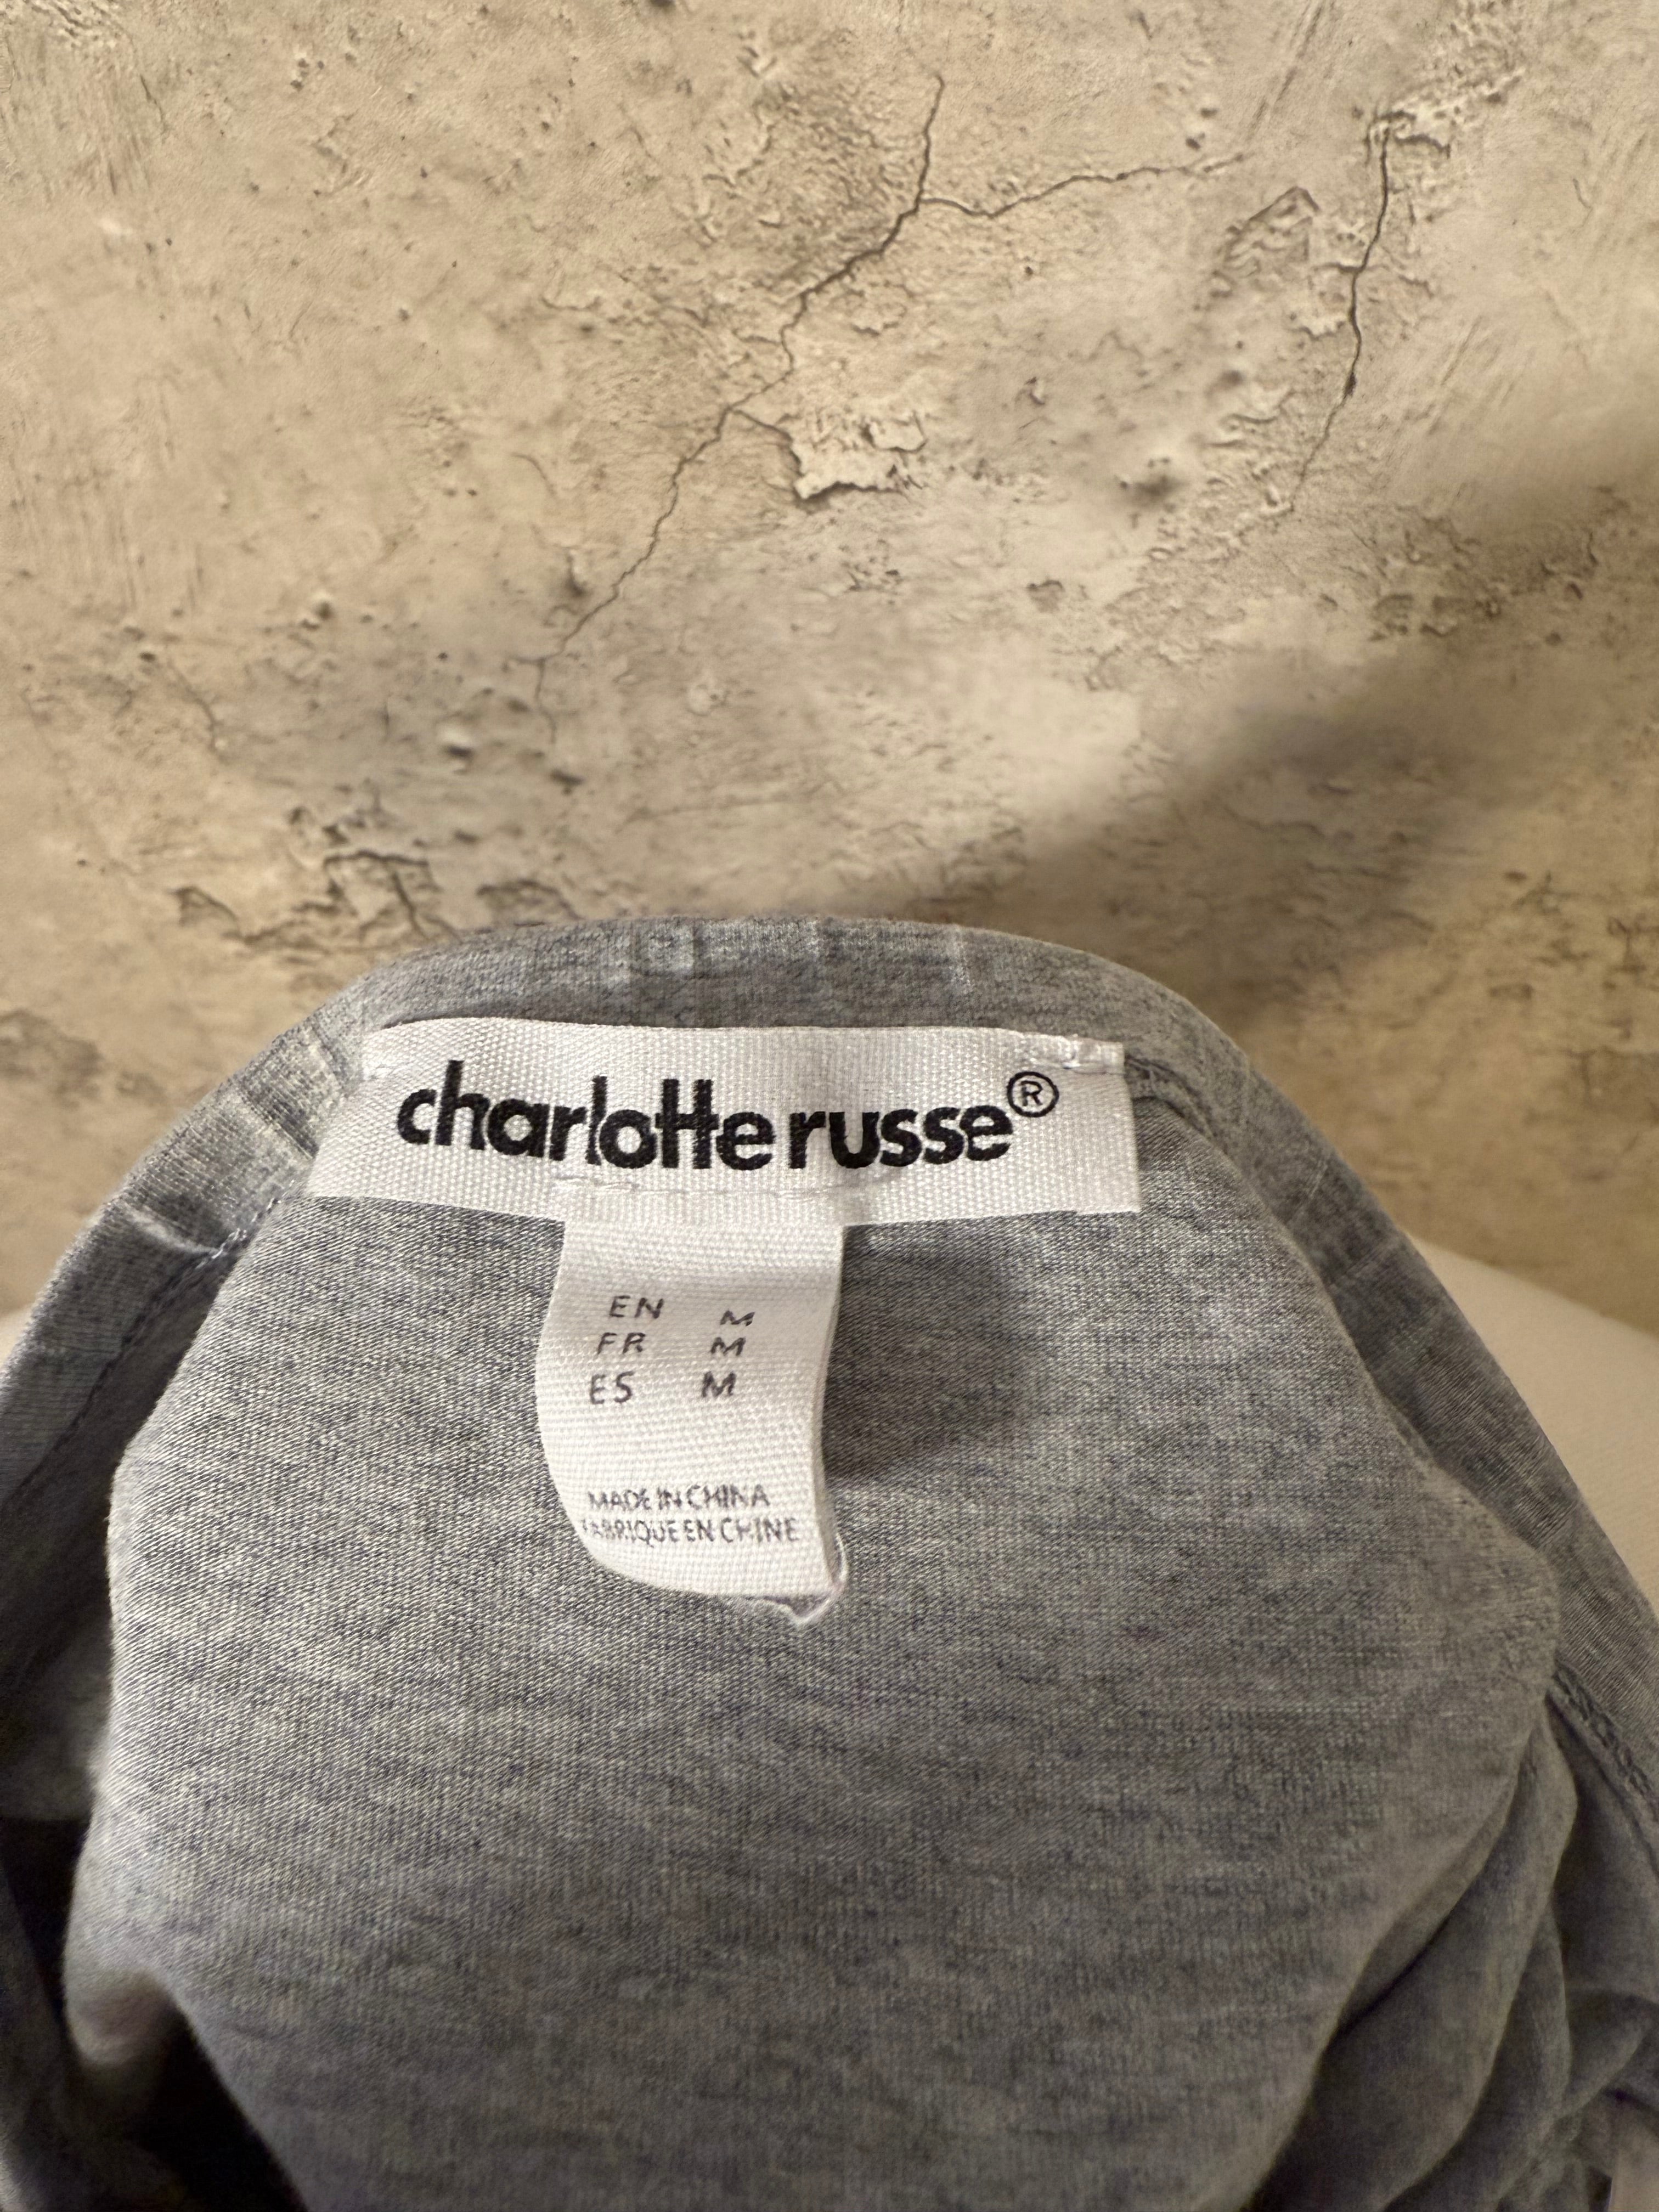 charlotte russe®
EN M
FR M
ES M
MADE IN CHINA
FABRIQUE EN CHINE